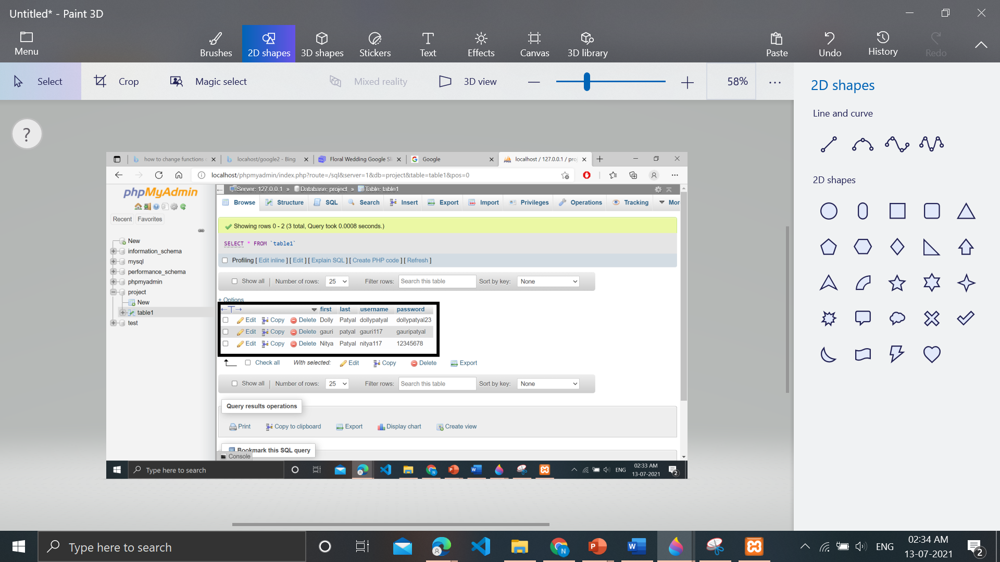 Untitled* - Paint 3D
Menu
Brushes
2D shapes
3D shapes
Stickers
Text
Effects
Canvas
3D library
Paste
Undo
History
Redo
Select
Crop
Magic select
Mixed reality
3D view
58%
2D shapes
Line and curve
2D shapes
?
how to change functions
locahost/google2 - Bing
Floral Wedding Google Sl
Google
localhost / 127.0.0.1 / pro
localhost/phpmyadmin/index.php?route=/sql&server=1&db=project&table=table1&pos=0
phpMyAdmin
Recent Favorites
New
information_schema
mysql
performance_schema
phpmyadmin
project
New
table1
test
Server: 127.0.0.1 » Database: project » Table: table1
Browse Structure SQL Search Insert Export Import Privileges Operations Tracking Mor
Showing rows 0 - 2 (3 total, Query took 0.0008 seconds.)
SELECT * FROM `table1`
Profiling [ Edit inline ] [ Edit ] [ Explain SQL ] [ Create PHP code ] [ Refresh ]
Show all | Number of rows: 25 Filter rows: Search this table Sort by key: None
+ Options
←T→ first last username password
Edit Copy Delete Dolly Patyal dollypatyal dollypatyal23
Edit Copy Delete gauri patyal gauri117 gauripatyal
Edit Copy Delete Nitya Patyal nitya117 12345678
Check all With selected: Edit Copy Delete Export
Show all | Number of rows: 25 Filter rows: Search this table Sort by key: None
Query results operations
Print Copy to clipboard Export Display chart Create view
Bookmark this SQL query
Console
Type here to search
ENG
02:33 AM
13-07-2021
2
Type here to search
ENG
02:34 AM
13-07-2021
2